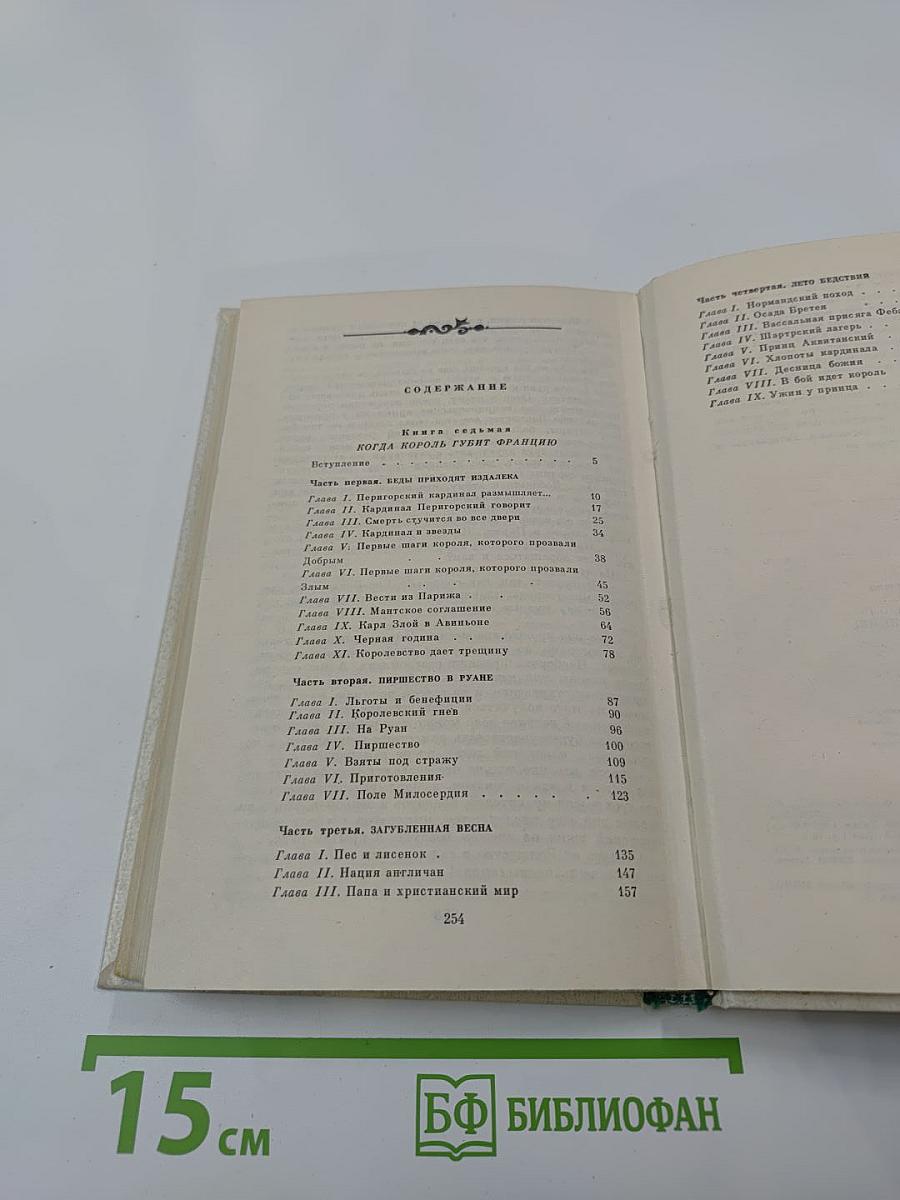 СОДЕРЖАНИЕ
Книга седьмая
КОГДА КОРОЛЬ ГУБИТ ФРАНЦИЮ
Вступление . . . . . . . . . . . . . 5
Часть первая. БЕДЫ ПРИХОДЯТ ИЗДАЛЕКА
Глава I. Перигорский кардинал размышляет... 10
Глава II. Кардинал Перигорский говорит 17
Глава III. Смерть стучится во все двери 25
Глава IV. Кардинал и звезды 34
Глава V. Первые шаги короля, которого прозвали
Добрым . . 38
Глава VI. Первые шаги короля, которого прозвали
Злым . . . . 45
Глава VII. Вести из Парижа . . 52
Глава VIII. Мантское соглашение 56
Глава IX. Карл Злой в Авиньоне 64
Глава X. Черная година . . . 72
Глава XI. Королевство дает трещину 78
Часть вторая. ПИРШЕСТВО В РУАНЕ
Глава I. Льготы и бенефиции 87
Глава II. Королевский гнев 90
Глава III. На Руан 96
Глава IV. Пиршество 100
Глава V. Взяты под стражу 109
Глава VI. Приготовления 115
Глава VII. Поле Милосердия . . . . . . 123
Часть третья. ЗАГУБЛЕННАЯ ВЕСНА
Глава I. Пес и лисенок . 135
Глава II. Нация англичан 147
Глава III. Папа и христианский мир 157
254
Часть четвертая. ЛЕТО БЕДСТВИЙ
Глава I. Нормандский поход . . .
Глава II. Осада Бретея . . .
Глава III. Вассальная присяга Феб
Глава IV. Шартрский лагерь . .
Глава V. Принц Аквитанский .
Глава VI. Хлопоты кардинала .
Глава VII. Десница божия . .
Глава VIII. В бой идет король
Глава IX. Ужин у принца . .
15 см
БФ БИБЛИОФАН